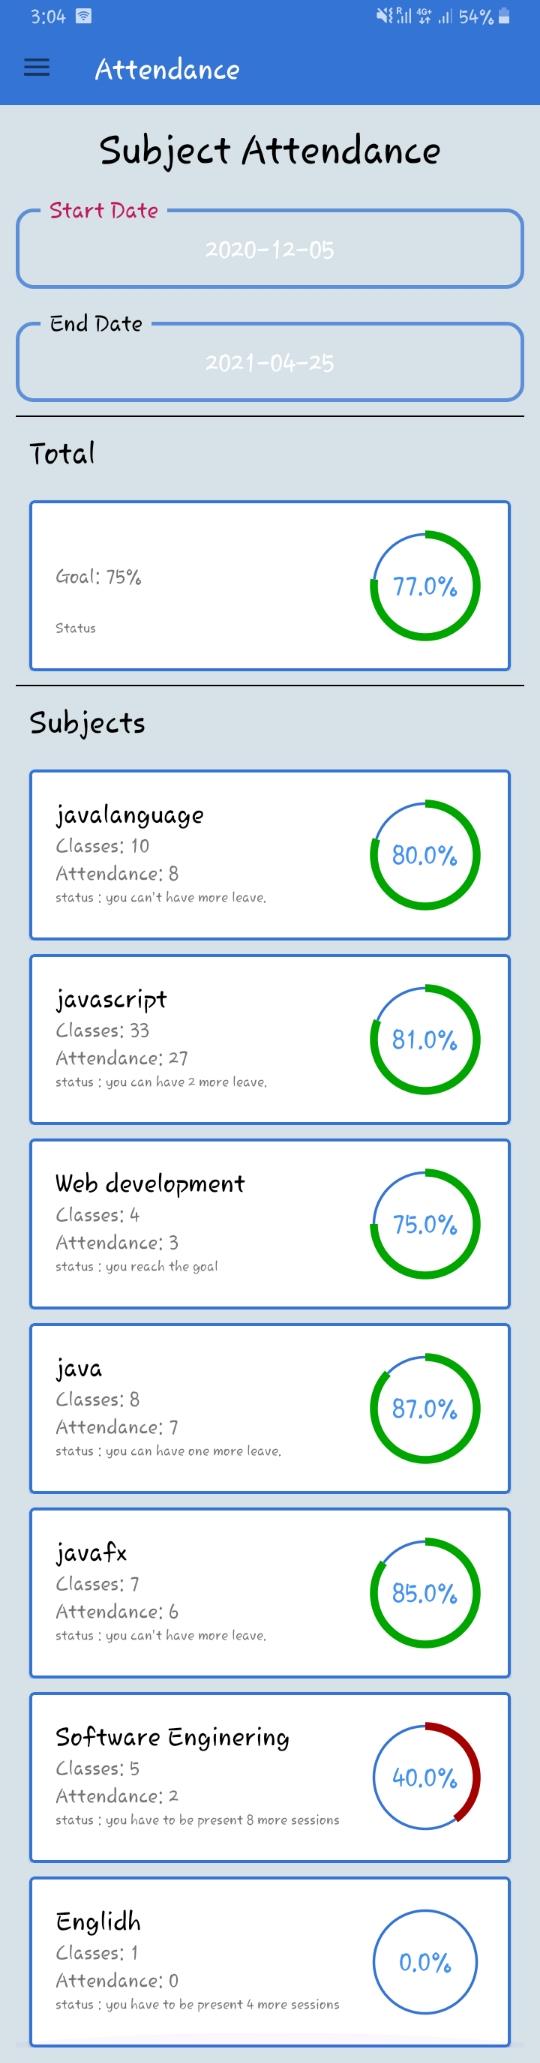 3:04 R 4G+ 54%
Attendance
Subject Attendance
Start Date
2020-12-05
End Date
2021-04-25
Total
Goal: 75%
77.0%
Status
Subjects
javalanguage
Classes: 10
80.0%
Attendance: 8
status : you can't have more leave.
javascript
Classes: 33
81.0%
Attendance: 27
status : you can have 2 more leave.
Web development
Classes: 4
75.0%
Attendance: 3
status : you reach the goal
java
Classes: 8
87.0%
Attendance: 7
status : you can have one more leave.
javafx
Classes: 7
85.0%
Attendance: 6
status : you can't have more leave.
Software Enginering
Classes: 5
40.0%
Attendance: 2
status : you have to be present 8 more sessions
Englidh
Classes: 1
0.0%
Attendance: 0
status : you have to be present 4 more sessions